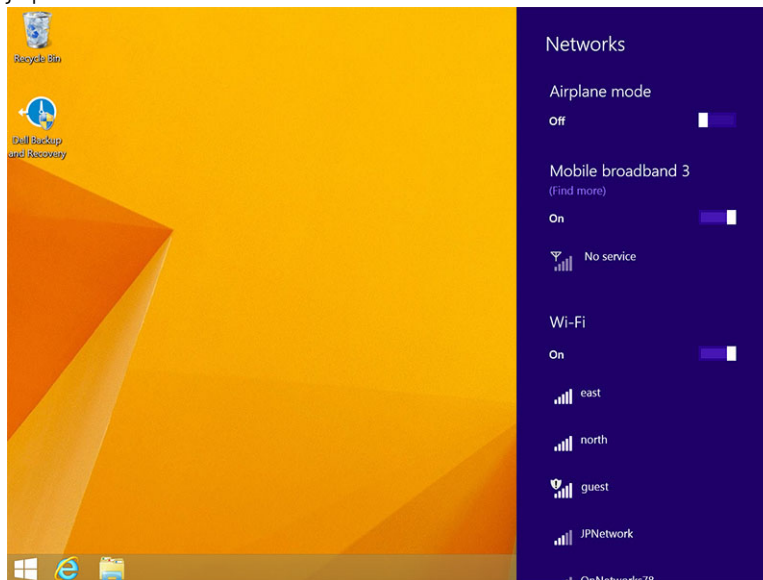 Recycle Bin
Dell Backup
and Recovery
Networks
Airplane mode
Off
Mobile broadband 3
(Find more)
On
No service
Wi-Fi
On
east
north
guest
JPNetwork